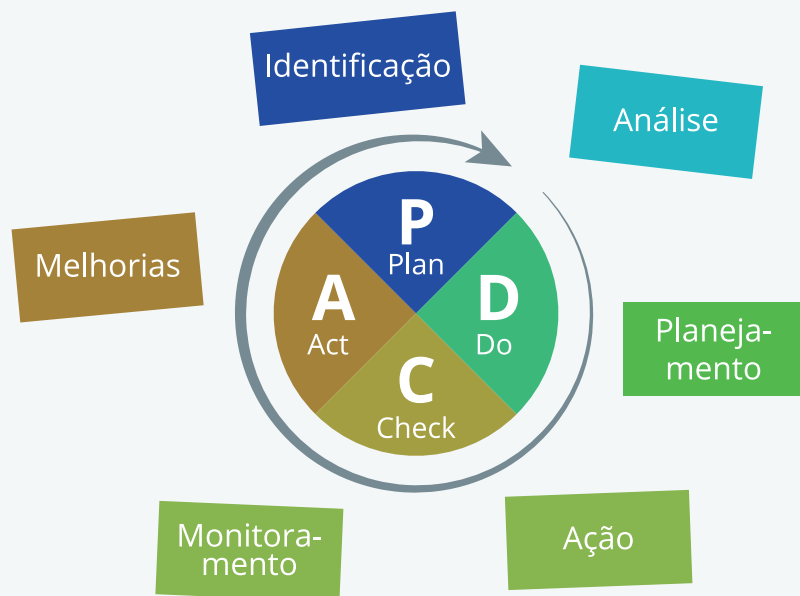 Identificação
Análise
P
Plan
Melhorias
A
Act
D
Do
Planeja-
mento
C
Check
Monitora-
mento
Ação